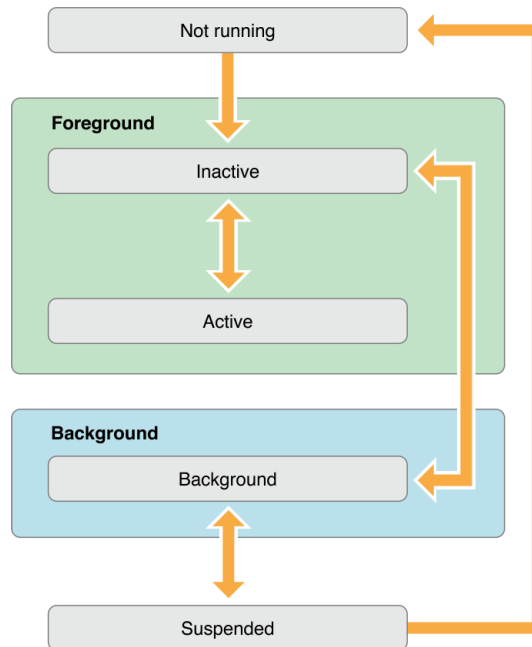 Not running
Foreground
Inactive
Active
Background
Background
Suspended